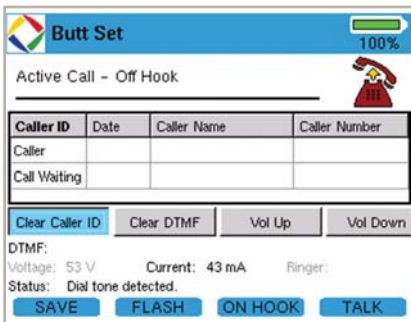 Butt Set
100%
Active Call - Off Hook
Caller ID Date Caller Name Caller Number
Caller
Call Waiting
Clear Caller ID Clear DTMF Vol Up Vol Down
DTMF:
Voltage: 53 V Current: 43 mA Ringer:
Status: Dial tone detected.
SAVE FLASH ON HOOK TALK